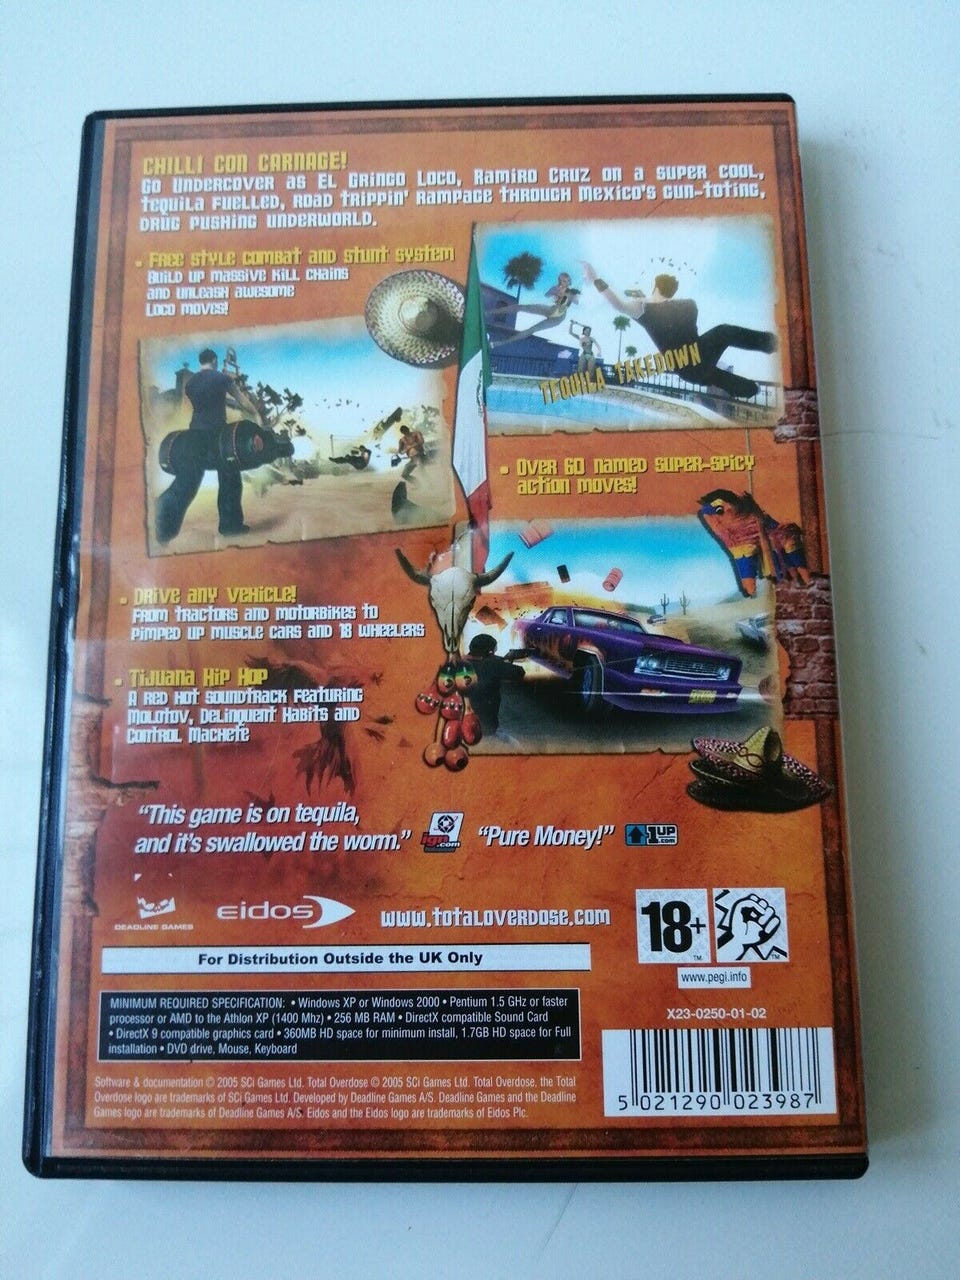 CHILLI CON CARNAGE!
GO UNDERCOVER AS EL GRINGO LOCO, RAMIRO CRUZ ON A SUPER COOL,
TEQUILA FUELLED, ROAD TRIPPIN' RAMPAGE THROUGH MEXICO'S GUN-TOTING,
DRUG PUSHING UNDERWORLD.
• FREE STYLE COMBAT AND STUNT SYSTEM
BUILD UP MASSIVE KILL CHAINS
AND UNLEASH AWESOME
LOCO MOVES!
TEQUILA TAKEDOWN
• OVER 60 NAMED SUPER-SPICY
ACTION MOVES!
• DRIVE ANY VEHICLE!
FROM TRACTORS AND MOTORBIKES TO
PIMPED UP MUSCLE CARS AND 18 WHEELERS
• TIJUANA HIP HOP
A RED HOT SOUNDTRACK FEATURING
MOLOTOV, DELINQUENT HABITS AND
CONTROL MACHETE
"This game is on tequila,
and it's swallowed the worm." ign.com "Pure Money!" 1UP.com
DEADLINE GAMES
eidos
www.totaloverdose.com
18+ TM TM
www.pegi.info
For Distribution Outside the UK Only
MINIMUM REQUIRED SPECIFICATION: • Windows XP or Windows 2000 • Pentium 1.5 GHz or faster
processor or AMD to the Athlon XP (1400 Mhz) • 256 MB RAM • DirectX compatible Sound Card
• DirectX 9 compatible graphics card • 360MB HD space for minimum install, 1.7GB HD space for Full
installation • DVD drive, Mouse, Keyboard
X23-0250-01-02
5 021290 023987
Software & documentation © 2005 SCi Games Ltd. Total Overdose © 2005 SCi Games Ltd. Total Overdose, the Total
Overdose logo are trademarks of SCi Games Ltd. Developed by Deadline Games A/S. Deadline Games and the Deadline
Games logo are trademarks of Deadline Games A/S. Eidos and the Eidos logo are trademarks of Eidos Plc.